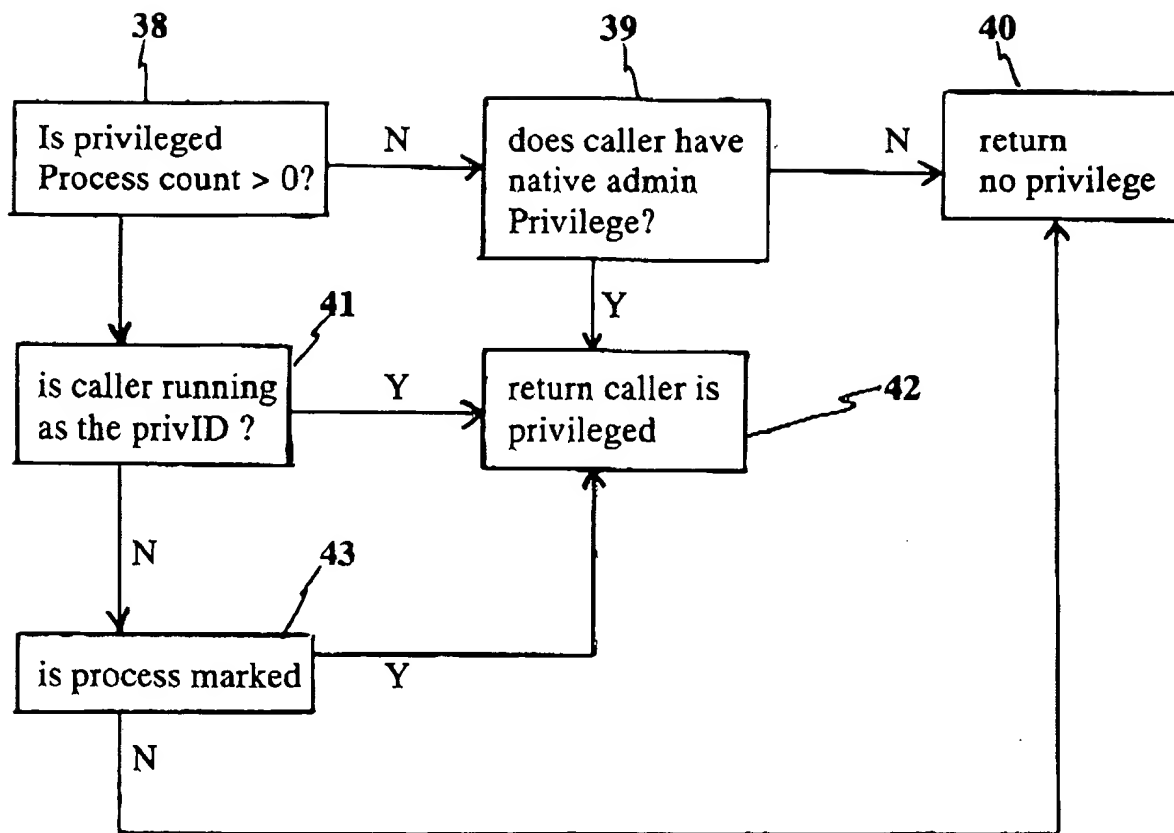 38
39
40
Is privileged
Process count > 0?
N
does caller have
native admin
Privilege?
N
return
no privilege
Y
41
is caller running
as the privID ?
Y
return caller is
privileged
42
N
43
is process marked
Y
N